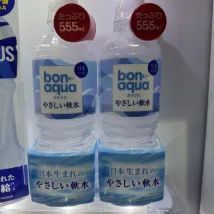 たっぷり
555ml
たっぷり
555ml
bon
aqua
やさしい軟水
bon
aqua
やさしい軟水
日本生まれの
やさしい軟水
日本生まれの
やさしい軟水